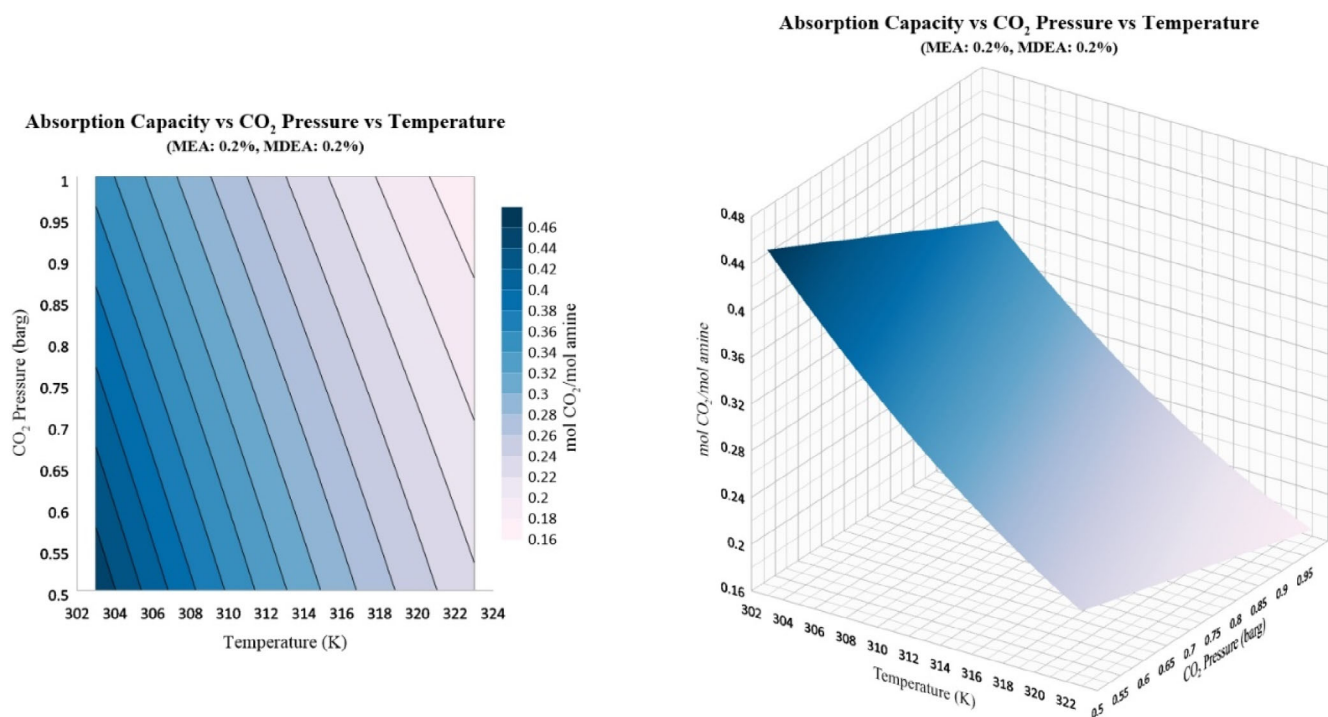 Absorption Capacity vs CO₂ Pressure vs Temperature
(MEA: 0.2%, MDEA: 0.2%)
1
0.95
0.9
0.85
0.8
0.75
0.7
0.65
0.6
0.55
0.5
CO₂ Pressure (barg)
302 304 306 308 310 312 314 316 318 320 322 324
Temperature (K)
0.46
0.44
0.42
0.4
0.38
0.36
0.34
0.32
0.3
0.28
0.26
0.24
0.22
0.2
0.18
0.16
mol CO₂/mol amine
Absorption Capacity vs CO₂ Pressure vs Temperature
(MEA: 0.2%, MDEA: 0.2%)
0.48
0.44
0.4
0.36
0.32
0.28
0.24
0.2
0.16
mol CO₂/mol amine
302 304 306 308 310 312 314 316 318 320 322
Temperature (K)
0.5 0.55 0.6 0.65 0.7 0.75 0.8 0.85 0.9 0.95
CO₂ Pressure (barg)